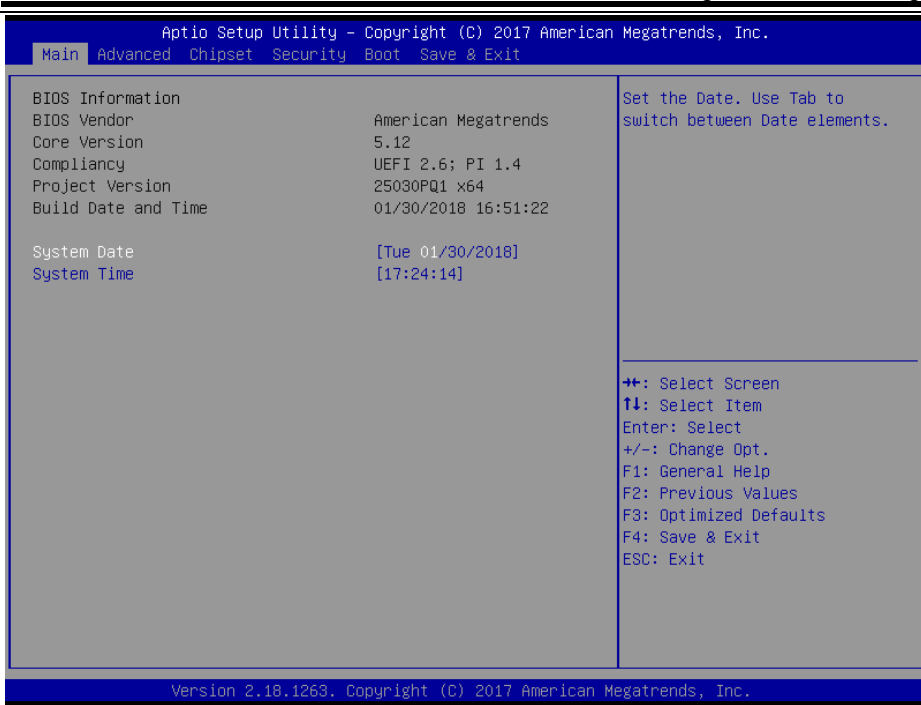 Aptio Setup Utility – Copyright (C) 2017 American Megatrends, Inc.
Main Advanced Chipset Security Boot Save & Exit
BIOS Information
BIOS Vendor American Megatrends
Core Version 5.12
Compliancy UEFI 2.6; PI 1.4
Project Version 25030PQ1 x64
Build Date and Time 01/30/2018 16:51:22
System Date [Tue 01/30/2018]
System Time [17:24:14]
Set the Date. Use Tab to
switch between Date elements.
→←: Select Screen
↑↓: Select Item
Enter: Select
+/-: Change Opt.
F1: General Help
F2: Previous Values
F3: Optimized Defaults
F4: Save & Exit
ESC: Exit
Version 2.18.1263. Copyright (C) 2017 American Megatrends, Inc.